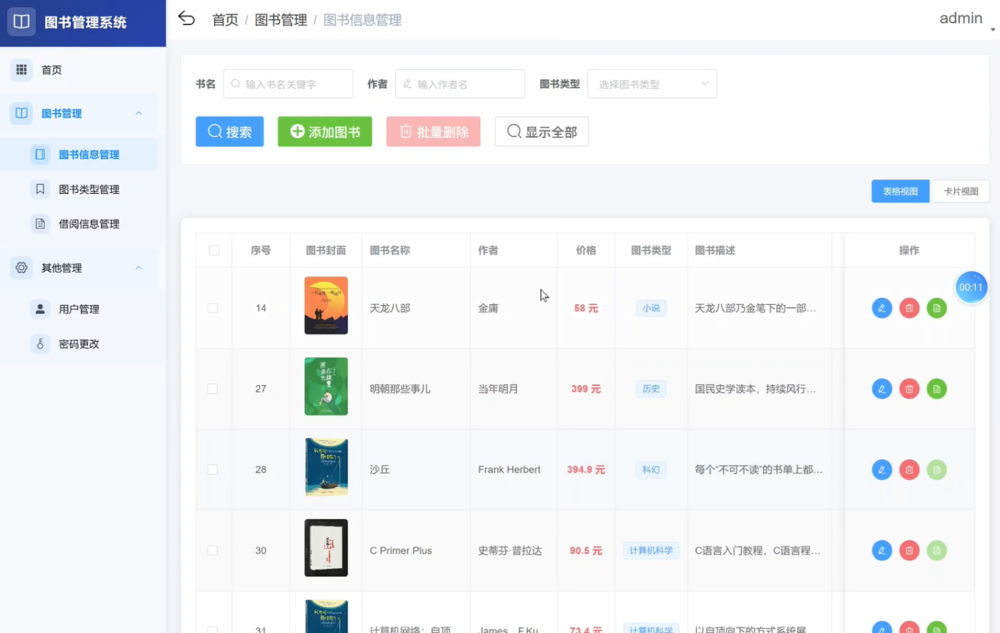 图书管理系统
首页 / 图书管理 / 图书信息管理
admin
首页
图书管理
图书信息管理
图书类型管理
借阅信息管理
其他管理
用户管理
密码更改
书名 输入书名关键字 作者 输入作者名 图书类型 选择图书类型
搜索 添加图书 批量删除 显示全部
表格视图 卡片视图
序号 图书封面 图书名称 作者 价格 图书类型 图书描述 操作
14 天龙八部 金庸 58 元 小说 天龙八部乃金笔下的一部...
00:11
27 明朝那些事儿 当年明月 399 元 历史 国民史学读本，持续风行...
28 沙丘 Frank Herbert 394.9 元 科幻 每个“不可不读”的书单上都...
30 C Primer Plus 史蒂芬·普拉达 90.5 元 计算机科学 C语言入门教程，C语言程...
31 计算机网络：自顶 James，F.Ku 73.4 元 计算机科学 以自顶向下的方式系统展